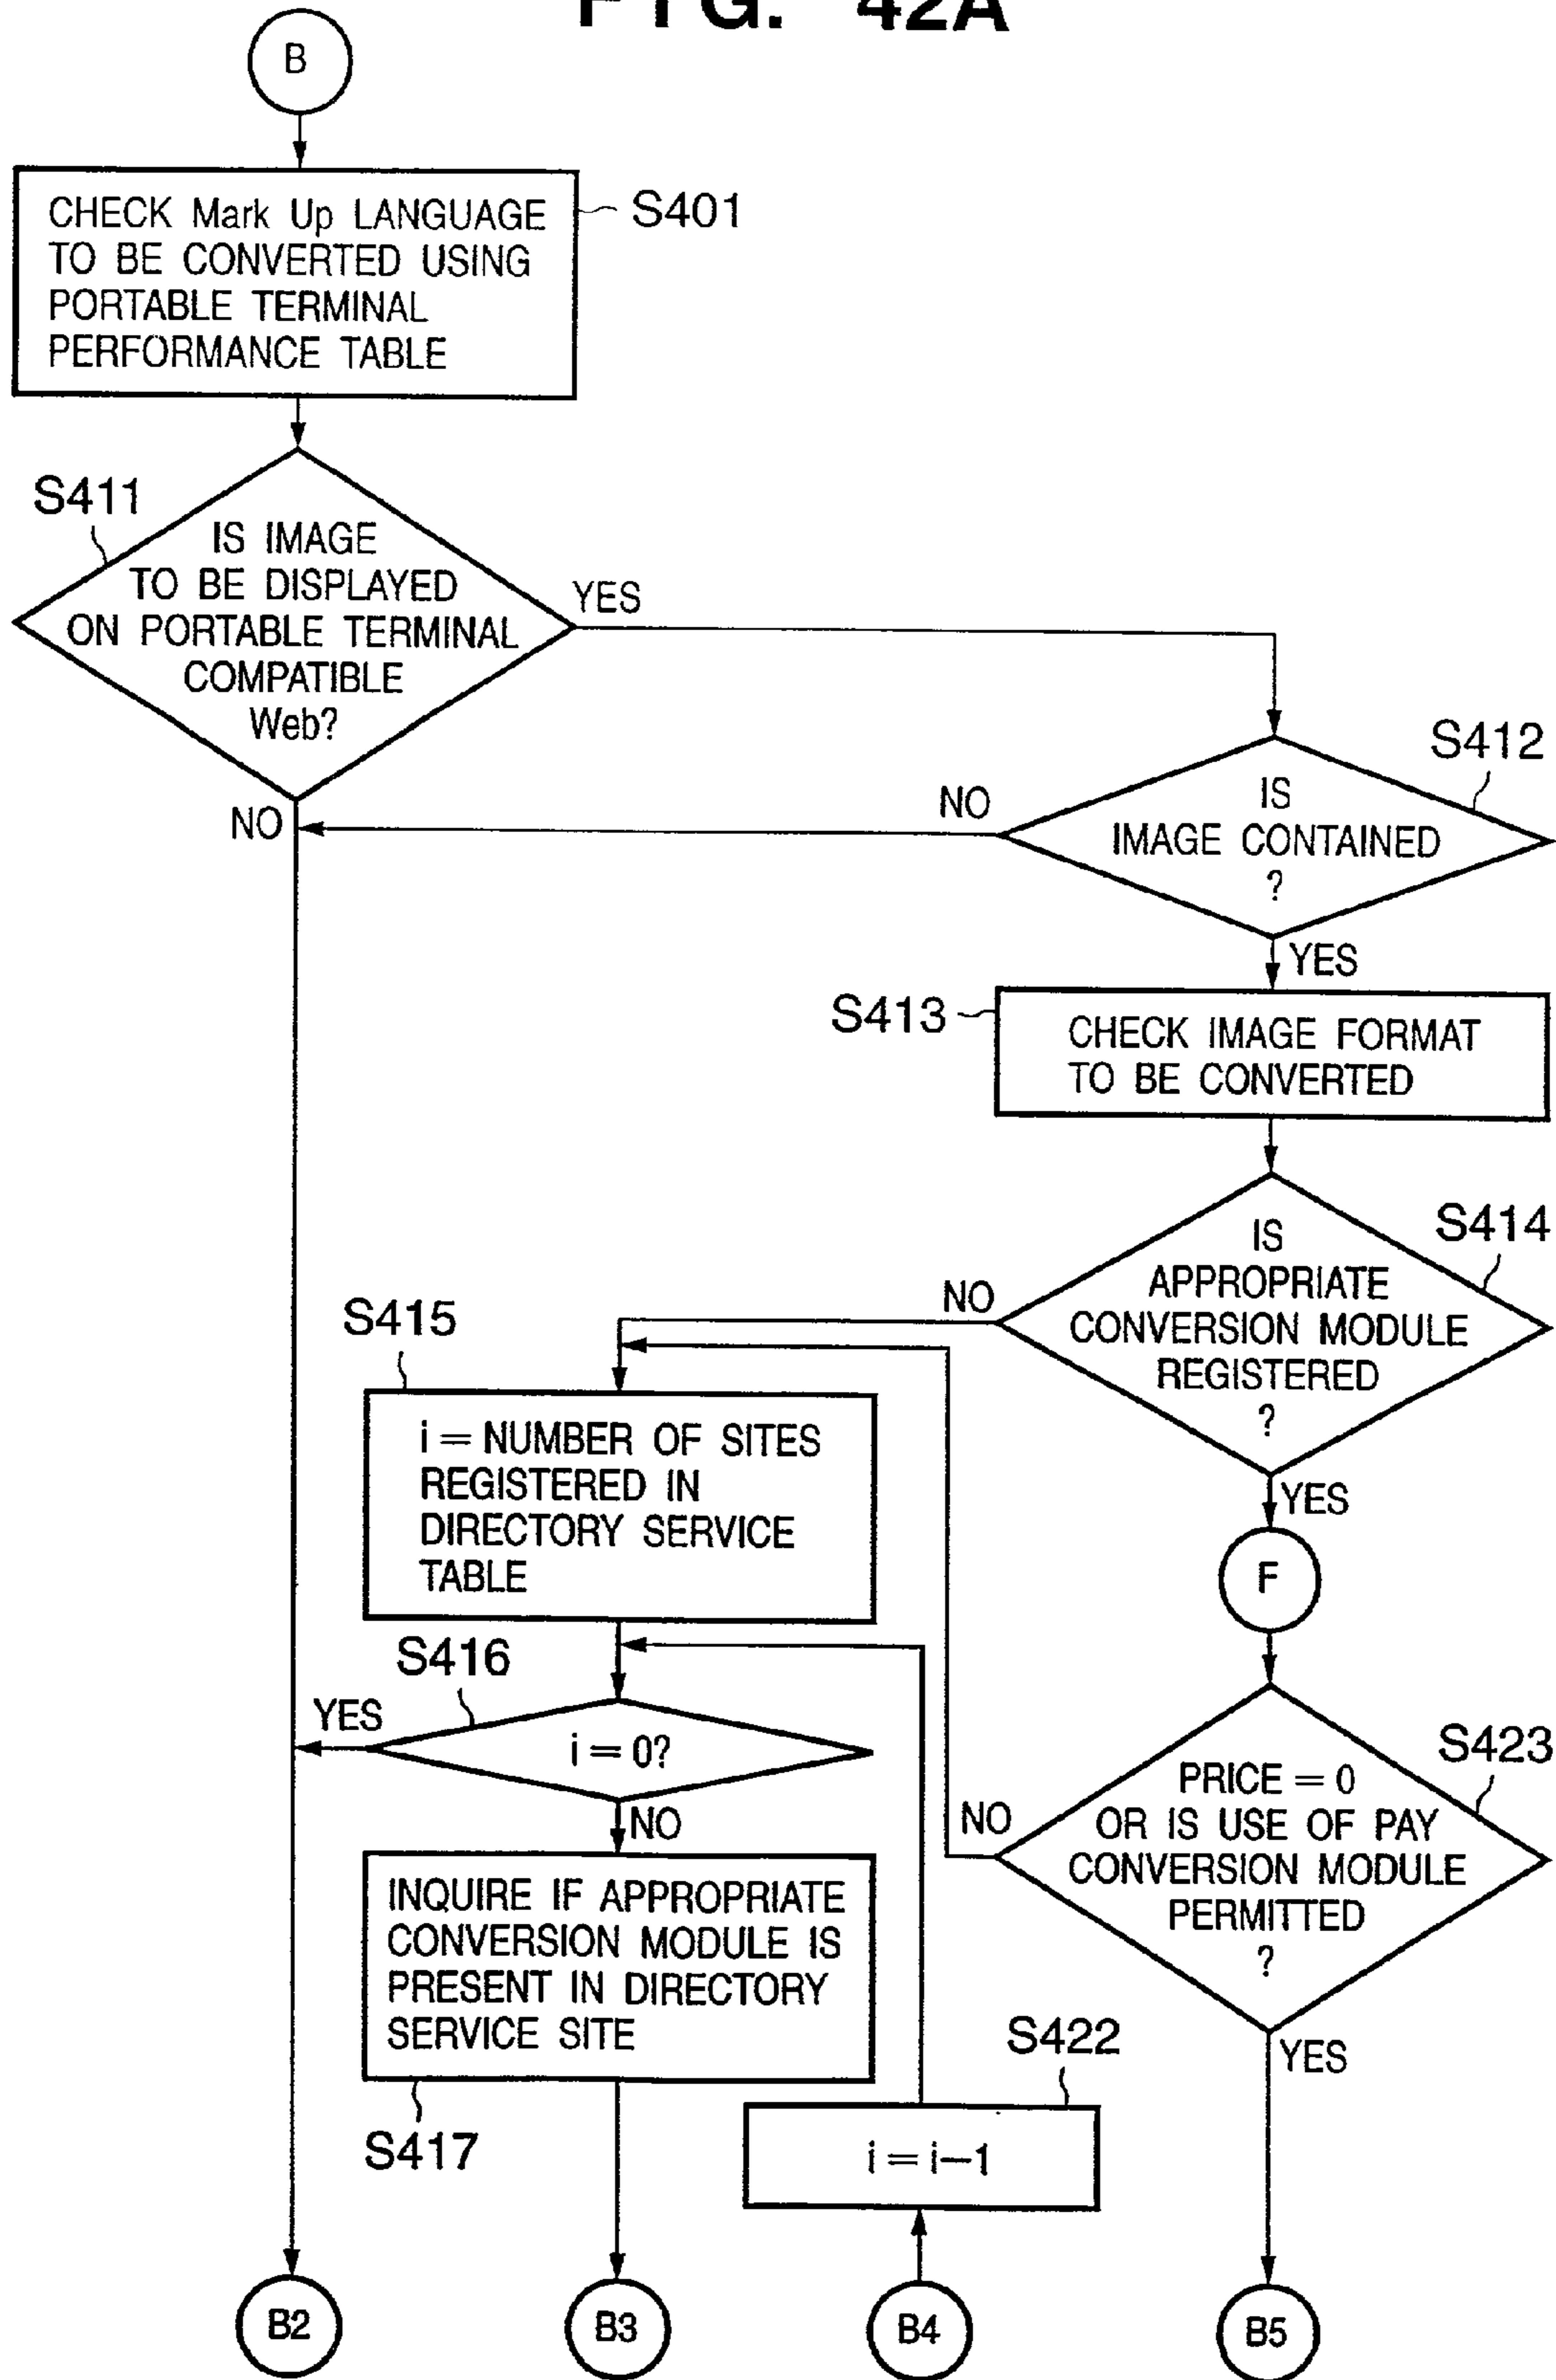 FIG. 42A
B
CHECK Mark Up LANGUAGE
TO BE CONVERTED USING
PORTABLE TERMINAL
PERFORMANCE TABLE
S401
S411
IS IMAGE
TO BE DISPLAYED
ON PORTABLE TERMINAL
COMPATIBLE
Web?
YES
NO
S412
IS
IMAGE CONTAINED
?
NO
YES
S413
CHECK IMAGE FORMAT
TO BE CONVERTED
S414
IS
APPROPRIATE
CONVERSION MODULE
REGISTERED
?
NO
YES
S415
i = NUMBER OF SITES
REGISTERED IN
DIRECTORY SERVICE
TABLE
F
S416
i = 0?
YES
NO
S423
PRICE = 0
OR IS USE OF PAY
CONVERSION MODULE
PERMITTED
?
NO
YES
INQUIRE IF APPROPRIATE
CONVERSION MODULE IS
PRESENT IN DIRECTORY
SERVICE SITE
S417
S422
i = i–1
B2
B3
B4
B5